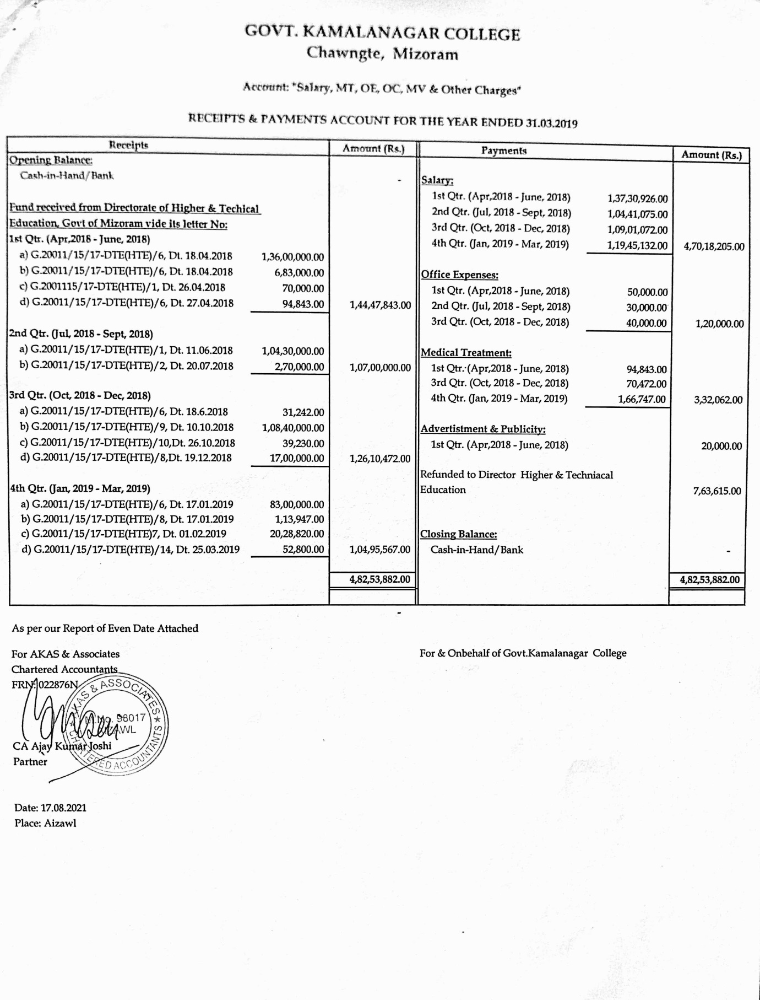 GOVT. KAMALANAGAR COLLEGE
Chawngte, Mizoram
Account: "Salary, MT, OE, OC, MV & Other Charges"
RECEIPTS & PAYMENTS ACCOUNT FOR THE YEAR ENDED 31.03.2019
Receipts Amount (Rs.) Payments Amount (Rs.)
Opening Balance:
Cash-in-Hand/Bank - Salary:
1st Qtr. (Apr,2018 - June, 2018) 1,37,30,926.00
Fund received from Directorate of Higher & Techical 2nd Qtr. (Jul, 2018 - Sept, 2018) 1,04,41,075.00
Education, Govt of Mizoram vide its letter No: 3rd Qtr. (Oct, 2018 - Dec, 2018) 1,09,01,072.00
1st Qtr. (Apr,2018 - June, 2018) 4th Qtr. (Jan, 2019 - Mar, 2019) 1,19,45,132.00 4,70,18,205.00
a) G.20011/15/17-DTE(HTE)/6, Dt. 18.04.2018 1,36,00,000.00
b) G.20011/15/17-DTE(HTE)/6, Dt. 18.04.2018 6,83,000.00 Office Expenses:
c) G.2001115/17-DTE(HTE)/1, Dt. 26.04.2018 70,000.00 1st Qtr. (Apr,2018 - June, 2018) 50,000.00
d) G.20011/15/17-DTE(HTE)/6, Dt. 27.04.2018 94,843.00 1,44,47,843.00 2nd Qtr. (Jul, 2018 - Sept, 2018) 30,000.00
3rd Qtr. (Oct, 2018 - Dec, 2018) 40,000.00 1,20,000.00
2nd Qtr. (Jul, 2018 - Sept, 2018)
a) G.20011/15/17-DTE(HTE)/1, Dt. 11.06.2018 1,04,30,000.00 Medical Treatment:
b) G.20011/15/17-DTE(HTE)/2, Dt. 20.07.2018 2,70,000.00 1,07,00,000.00 1st Qtr. (Apr,2018 - June, 2018) 94,843.00
3rd Qtr. (Oct, 2018 - Dec, 2018) 70,472.00
3rd Qtr. (Oct, 2018 - Dec, 2018) 4th Qtr. (Jan, 2019 - Mar, 2019) 1,66,747.00 3,32,062.00
a) G.20011/15/17-DTE(HTE)/6, Dt. 18.6.2018 31,242.00
b) G.20011/15/17-DTE(HTE)/9, Dt. 10.10.2018 1,08,40,000.00 Advertistment & Publicity:
c) G.20011/15/17-DTE(HTE)/10,Dt. 26.10.2018 39,230.00 1st Qtr. (Apr,2018 - June, 2018) 20,000.00
d) G.20011/15/17-DTE(HTE)/8,Dt. 19.12.2018 17,00,000.00 1,26,10,472.00
Refunded to Director Higher & Techniacal
4th Qtr. (Jan, 2019 - Mar, 2019) Education 7,63,615.00
a) G.20011/15/17-DTE(HTE)/6, Dt. 17.01.2019 83,00,000.00
b) G.20011/15/17-DTE(HTE)/8, Dt. 17.01.2019 1,13,947.00
c) G.20011/15/17-DTE(HTE)7, Dt. 01.02.2019 20,28,820.00 Closing Balance:
d) G.20011/15/17-DTE(HTE)/14, Dt. 25.03.2019 52,800.00 1,04,95,567.00 Cash-in-Hand/Bank -
4,82,53,882.00 4,82,53,882.00
As per our Report of Even Date Attached
For AKAS & Associates For & Onbehalf of Govt.Kamalanagar College
Chartered Accountants
FRN: 022876N
AKAS & ASSOCIATES
M.No. 98017
AIZAWL
CHARTERED ACCOUNTANTS
CA Ajay Kumar Joshi
Partner
Date: 17.08.2021
Place: Aizawl